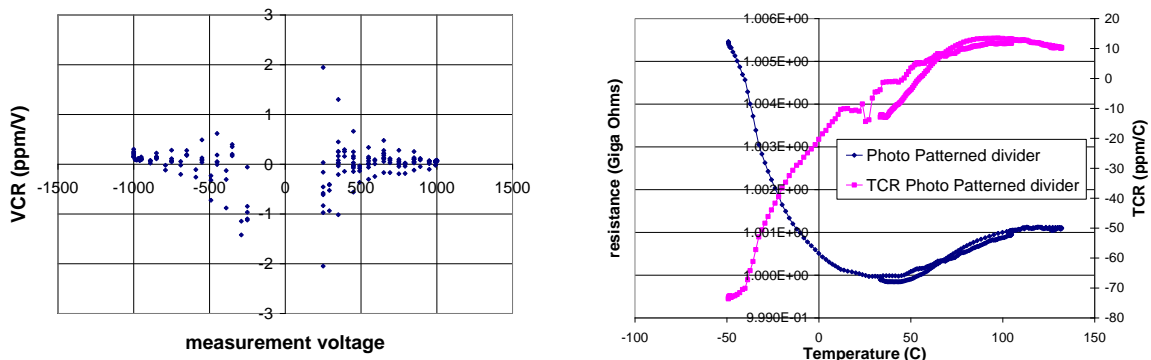 3
2
1
0
-1
-2
-3
-1500 -1000 -500 0 500 1000 1500
VCR (ppm/V)
measurement voltage
1.006E+00
1.005E+00
1.004E+00
1.003E+00
1.002E+00
1.001E+00
1.000E+00
9.990E-01
resistance (Giga Ohms)
20
10
0
-10
-20
-30
-40
-50
-60
-70
-80
TCR (ppm/C)
Photo Patterned divider
TCR Photo Patterned divider
-100 -50 0 50 100 150
Temperature (C)